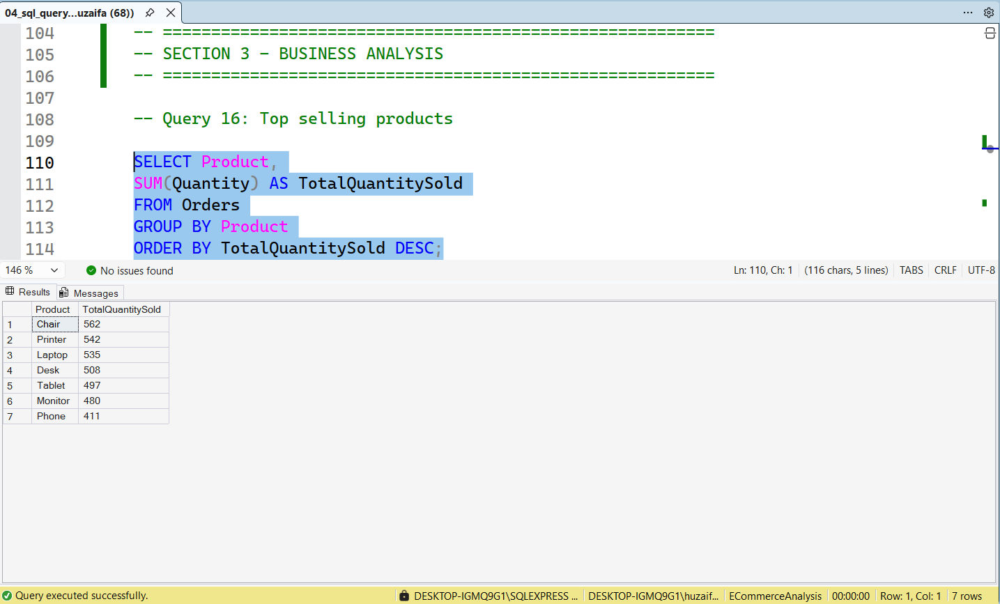 04_sql_query...uzaifa (68))
104 -- =========================================================
105 -- SECTION 3 - BUSINESS ANALYSIS
106 -- =========================================================
107
108 -- Query 16: Top selling products
109
110 SELECT Product,
111 SUM(Quantity) AS TotalQuantitySold
112 FROM Orders
113 GROUP BY Product
114 ORDER BY TotalQuantitySold DESC;
146 % No issues found Ln: 110, Ch: 1 (116 chars, 5 lines) TABS CRLF UTF-8
Results Messages
Product TotalQuantitySold
1 Chair 562
2 Printer 542
3 Laptop 535
4 Desk 508
5 Tablet 497
6 Monitor 480
7 Phone 411
Query executed successfully. DESKTOP-IGMQ9G1\SQLEXPRESS ... DESKTOP-IGMQ9G1\huzaif... ECommerceAnalysis 00:00:00 Row: 1, Col: 1 7 rows